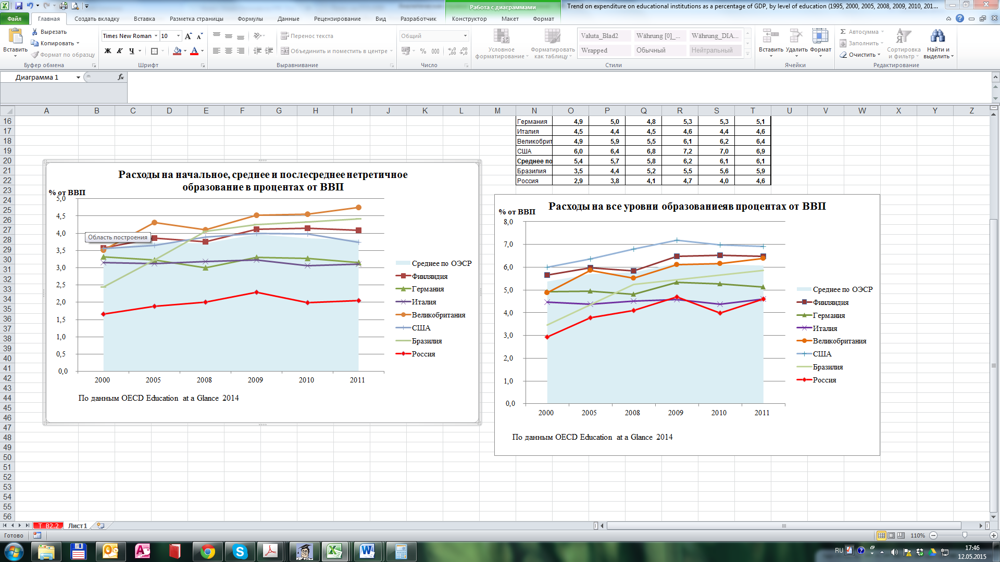 Работа с диаграммами
Trend on expenditure on educational institutions as a percentage of GDP, by level of education (1995, 2000, 2005, 2008, 2009, 2010, 201...
Файл Главная Создать вкладку Вставка Разметка страницы Формулы Данные Рецензирование Вид Разработчик Конструктор Макет Формат
Вставить
Вырезать
Копировать
Формат по образцу
Буфер обмена
Times New Roman 10
Ж К Ч
Шрифт
Перенос текста
Объединить и поместить в центре
Выравнивание
Общий
% 000
Число
Условное форматирование
Форматировать как таблицу
Valuta_Blad2 Währung [0]_... Währung_DIA...
Wrapped Обычный Нейтральный
Стили
Вставить Удалить Формат
Ячейки
Σ Автосумма
Заполнить
Очистить
Сортировка и фильтр
Найти и выделить
Редактирование
Диаграмма 1 fx
A B C D E F G H I J K L M N O P Q R S T U V W X Y Z
16 Германия 4,9 5,0 4,8 5,3 5,3 5,1
17 Италия 4,5 4,4 4,5 4,6 4,4 4,6
18 Великобрит 4,9 5,9 5,5 6,1 6,2 6,4
19 США 6,0 6,4 6,8 7,2 7,0 6,9
20 Среднее по 5,4 5,7 5,8 6,2 6,1 6,1
21 Бразилия 3,5 4,4 5,2 5,5 5,6 5,9
22 Россия 2,9 3,8 4,1 4,7 4,0 4,6
23
24
25
26
27
28
29
30
31
32
33
34
35
36
37
38
39
40
41
42
43
44
45
46
47
48
49
50
51
52
53
54
55
56
Расходы на начальное, среднее и послесреднее нетретичное
образование в процентах от ВВП
% от ВВП
5,0
4,5
4,0
3,5
3,0
2,5
2,0
1,5
1,0
0,5
0,0
Область построения
2000 2005 2008 2009 2010 2011
Среднее по ОЭСР
Финляндия
Германия
Италия
Великобритания
США
Бразилия
Россия
По данным OECD Education at a Glance 2014
Расходы на все уровни образованиеяв процентах от ВВП
% от ВВП
8,0
7,0
6,0
5,0
4,0
3,0
2,0
1,0
0,0
2000 2005 2008 2009 2010 2011
Среднее по ОЭСР
Финляндия
Германия
Италия
Великобритания
США
Бразилия
Россия
По данным OECD Education at a Glance 2014
T_B2.2 Лист1
Готово 110%
RU 17:46
12.05.2015